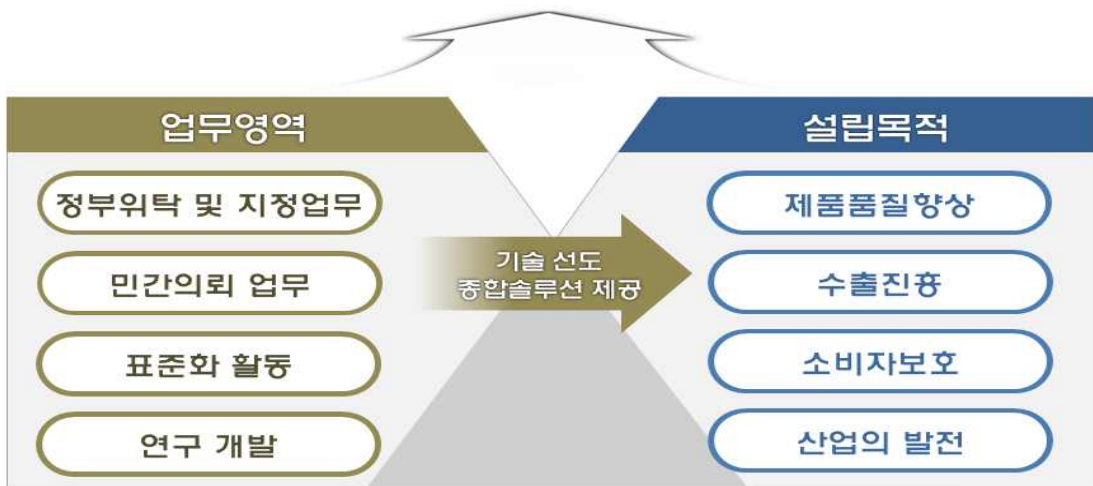 업무영역
정부위탁 및 지정업무
민간의뢰 업무
표준화 활동
연구 개발
기술 선도
종합솔루션 제공
설립목적
제품품질향상
수출진흥
소비자보호
산업의 발전